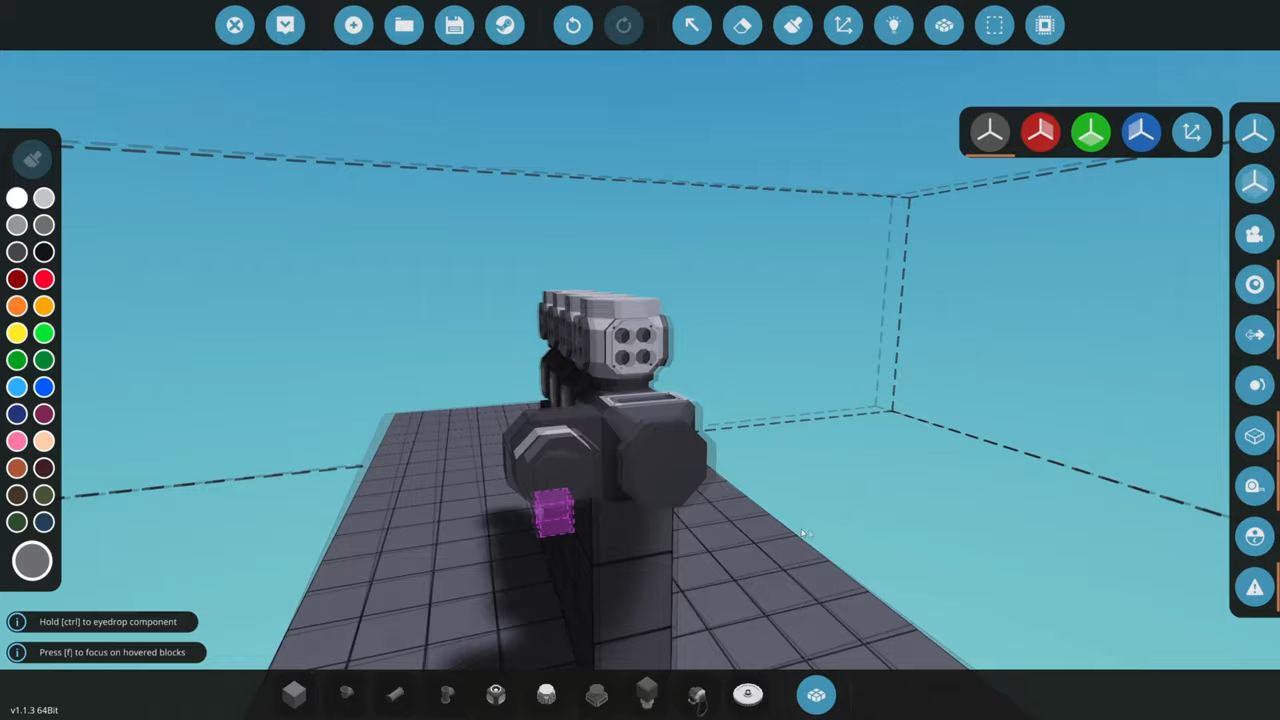 Hold [ctrl] to eyedrop component
Press [f] to focus on hovered blocks
v1.1.3 64Bit